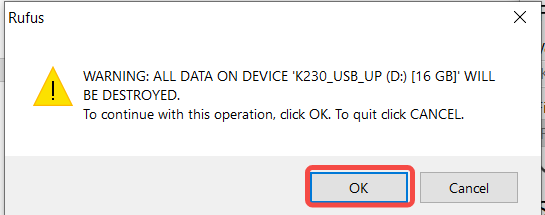 Rufus
WARNING: ALL DATA ON DEVICE 'K230_USB_UP (D:) [16 GB]' WILL
BE DESTROYED.
To continue with this operation, click OK. To quit click CANCEL.
OK
Cancel